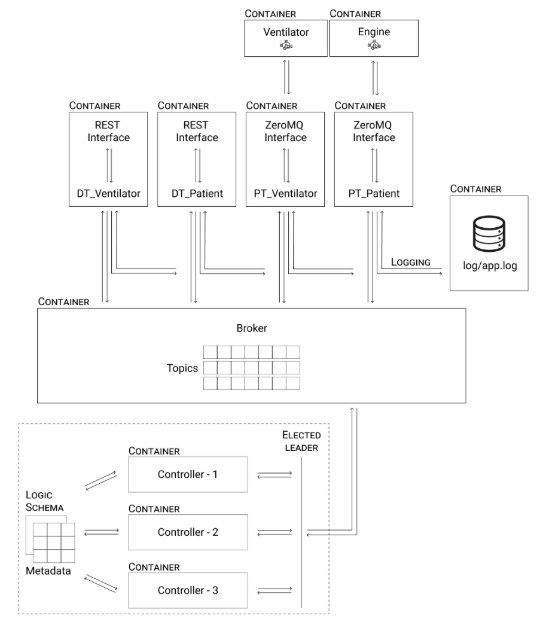 CONTAINER
CONTAINER
Ventilator
Engine
CONTAINER
CONTAINER
CONTAINER
CONTAINER
REST
Interface
REST
Interface
ZeroMQ
Interface
ZeroMQ
Interface
DT_Ventilator
DT_Patient
PT_Ventilator
PT_Patient
CONTAINER
log/app.log
LOGGING
CONTAINER
Broker
Topics
ELECTED
LEADER
CONTAINER
Controller - 1
LOGIC
SCHEMA
Metadata
CONTAINER
Controller - 2
CONTAINER
Controller - 3